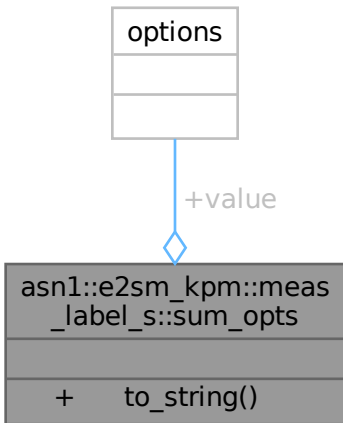 options
+value
asn1::e2sm_kpm::meas
_label_s::sum_opts
+ to_string()